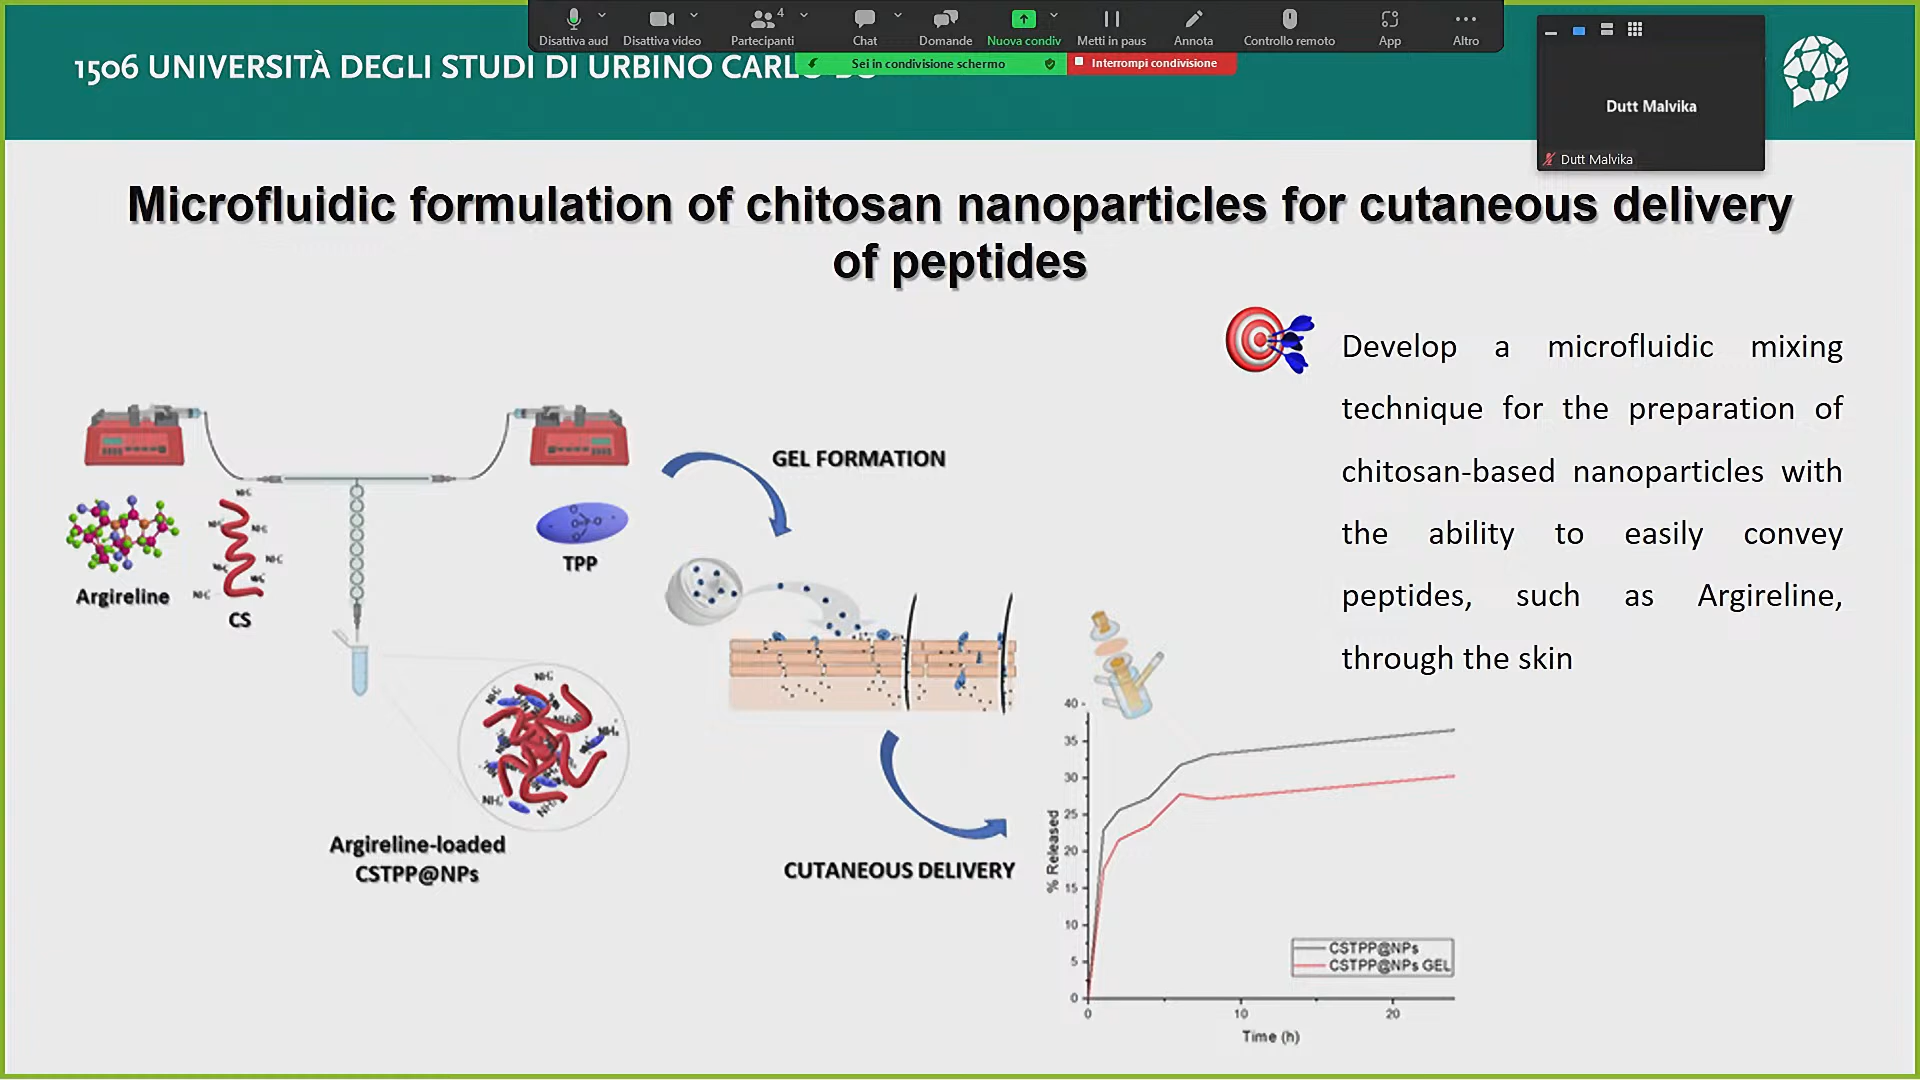 Disattiva aud
Disattiva video
Partecipanti
4
Chat
Domande
Nuova condiv
Metti in paus
Annota
Controllo remoto
App
Altro
Sei in condivisione schermo
Interrompi condivisione
1506 UNIVERSITÀ DEGLI STUDI DI URBINO CARLO BO
Dutt Malvika
Dutt Malvika
Microfluidic formulation of chitosan nanoparticles for cutaneous delivery
of peptides
Develop a microfluidic mixing
technique for the preparation of
chitosan-based nanoparticles with
the ability to easily convey
peptides, such as Argireline,
through the skin
GEL FORMATION
Argireline
CS
TPP
Argireline-loaded
CSTPP@NPs
CUTANEOUS DELIVERY
% Released
40
35
30
25
20
15
10
5
0
0
10
20
Time (h)
CSTPP@NPs
CSTPP@NPs GEL